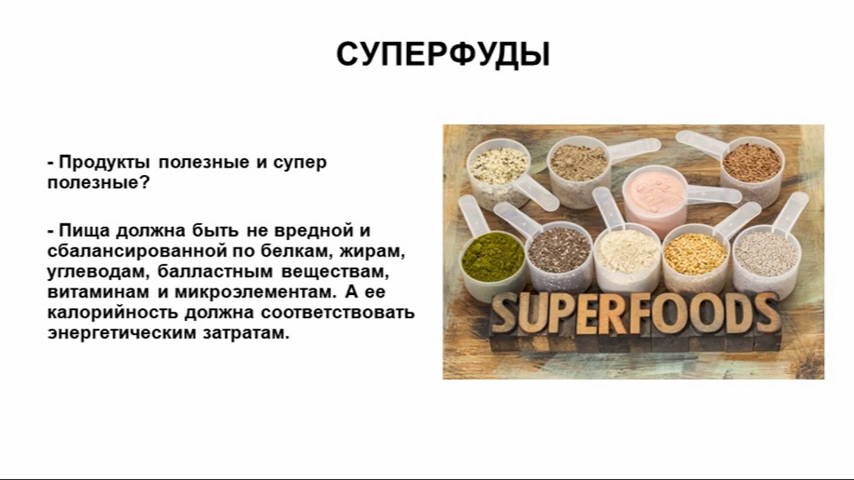 СУПЕРФУДЫ
- Продукты полезные и супер
полезные?
- Пища должна быть не вредной и
сбалансированной по белкам, жирам,
углеводам, балластным веществам,
витаминам и микроэлементам. А ее
калорийность должна соответствовать
энергетическим затратам.
SUPERFOODS